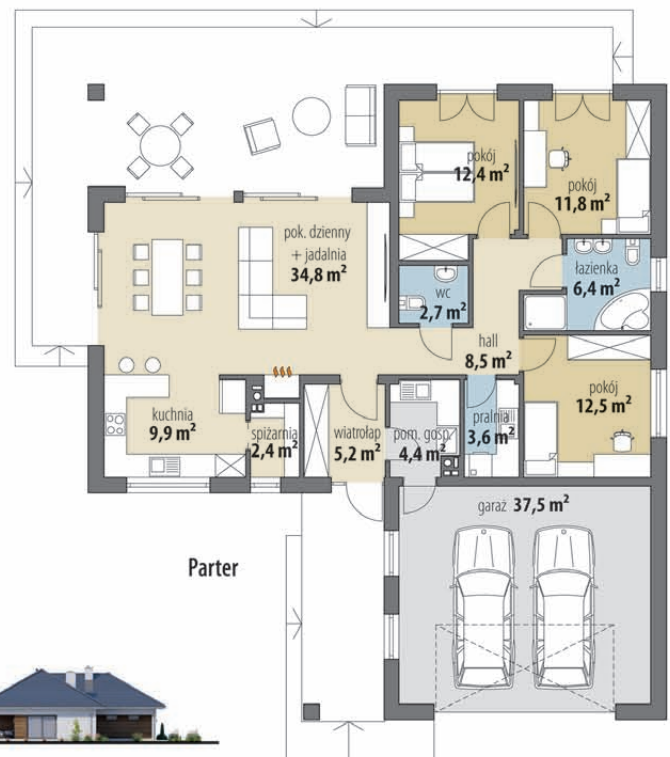 pokój
12,4 m²
pokój
11,8 m²
pok. dzienny
+ jadalnia
34,8 m²
łazienka
6,4 m²
wc
2,7 m²
hall
8,5 m²
pokój
12,5 m²
kuchnia
9,9 m²
spiżarnia
2,4 m²
wiatrołap
5,2 m²
pom. gosp.
4,4 m²
pralnia
3,6 m²
garaż 37,5 m²
Parter